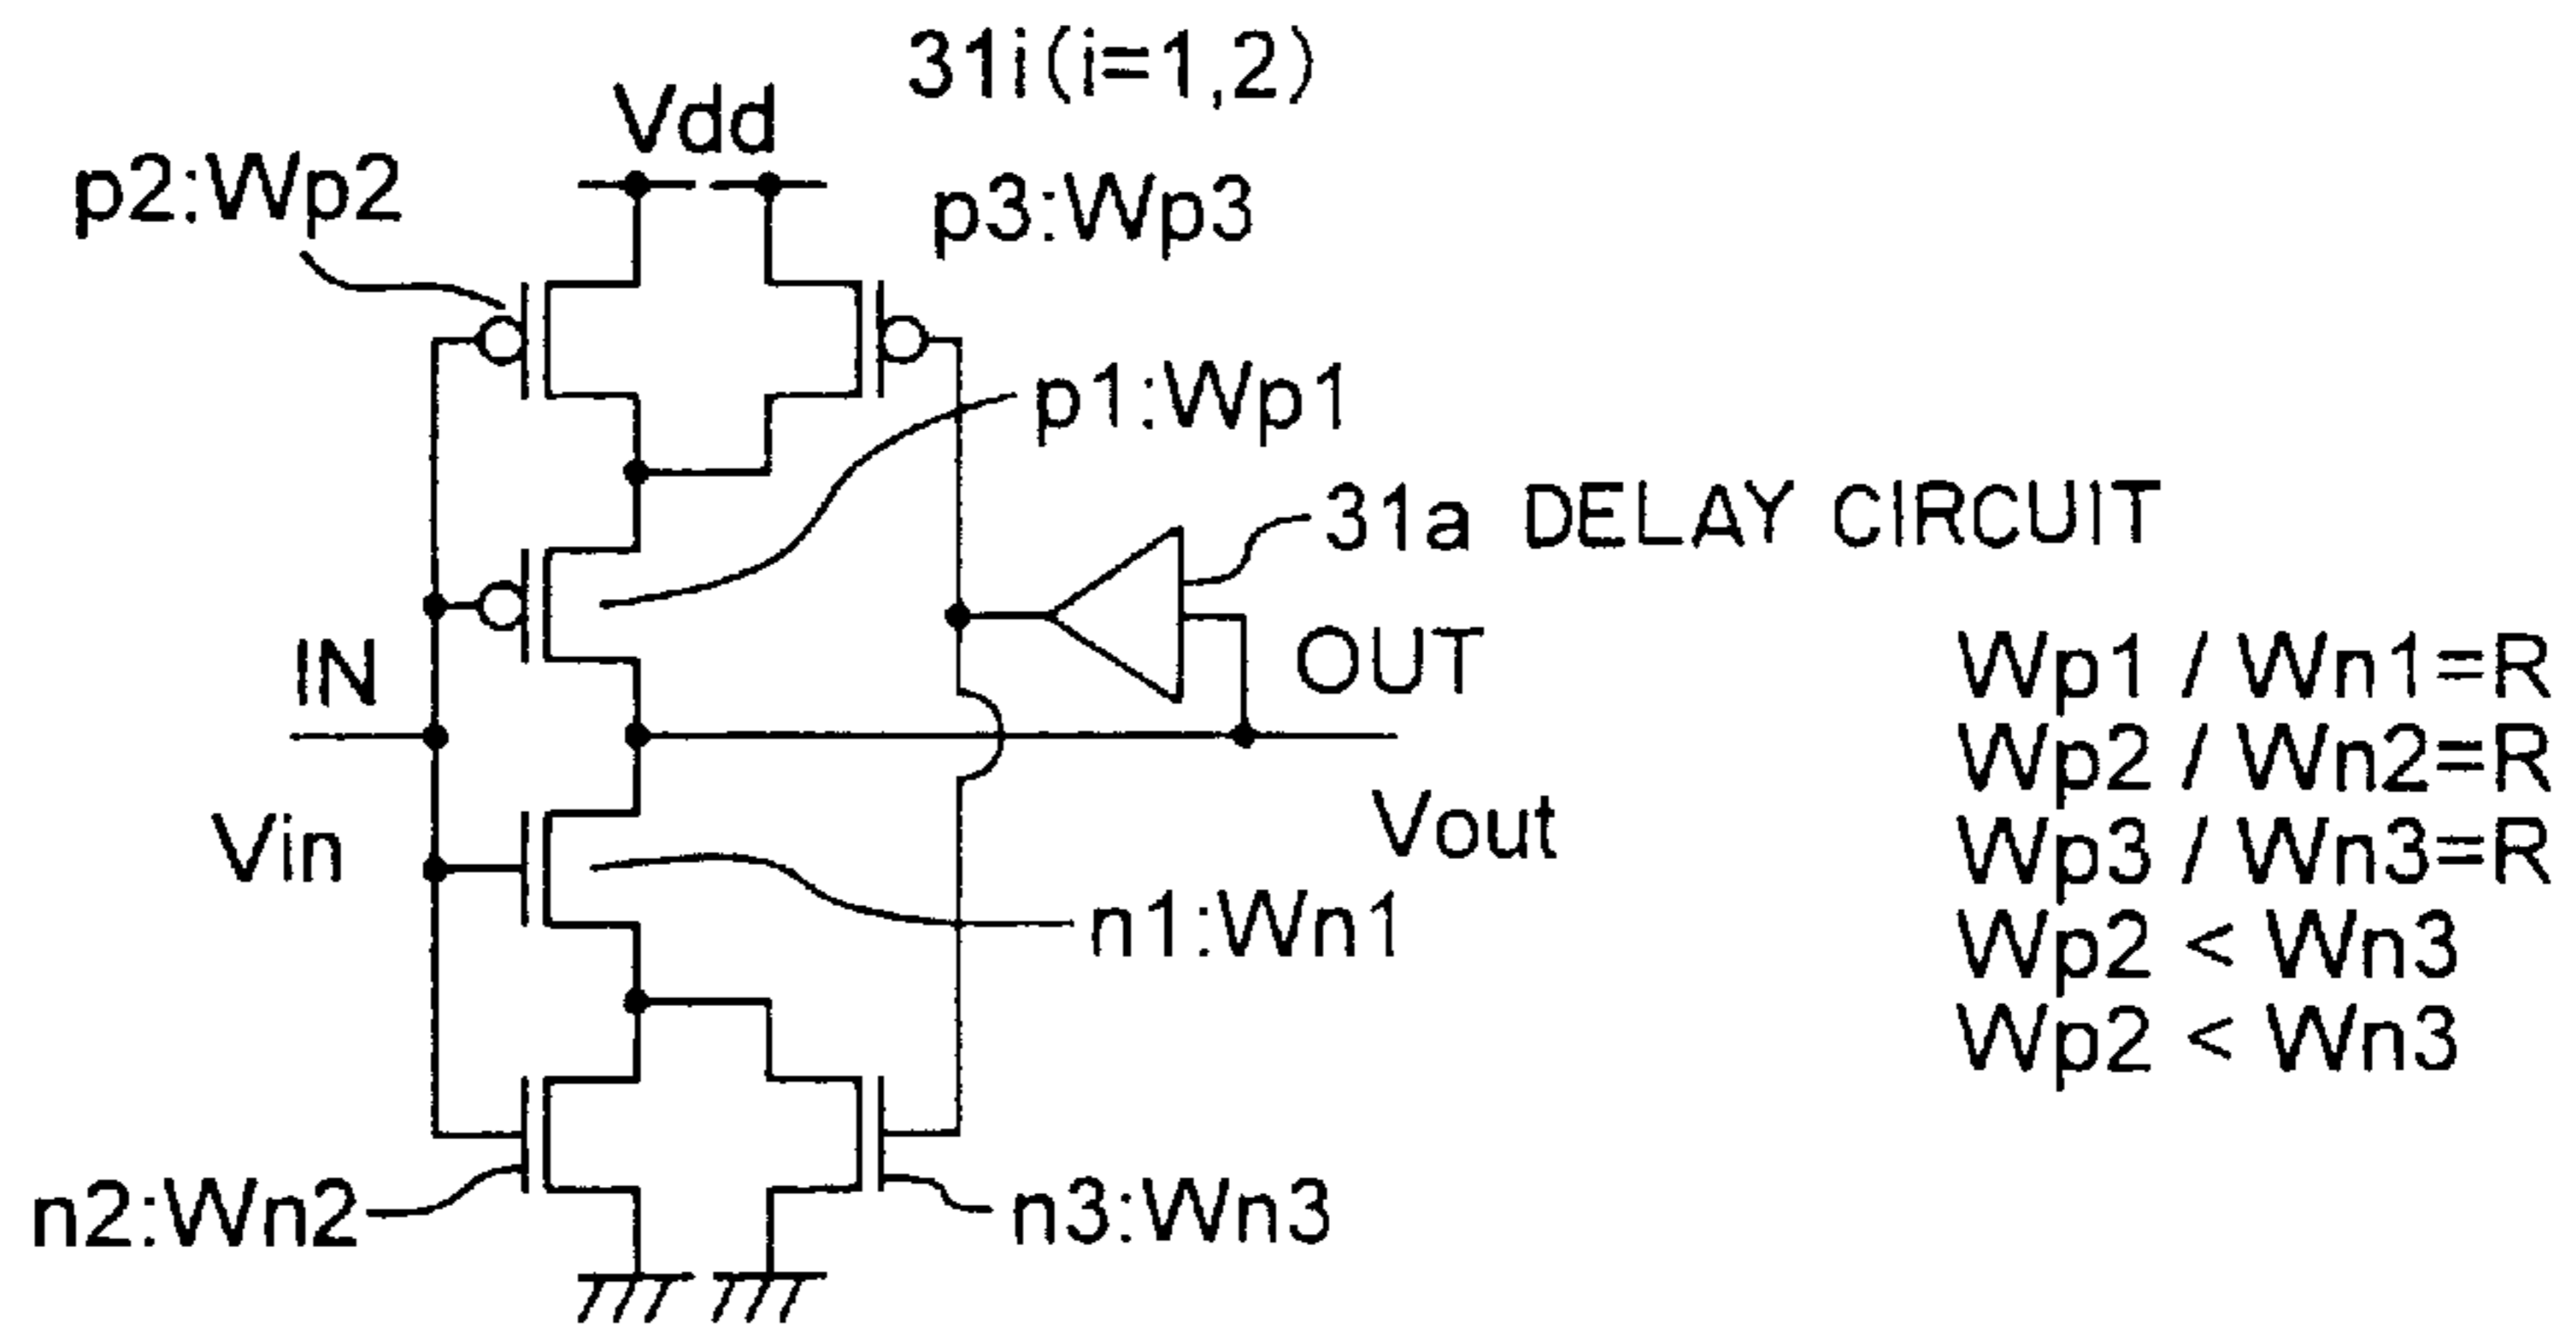 31i(i=1,2)
Vdd
p2:Wp2
p3:Wp3
p1:Wp1
31a DELAY CIRCUIT
IN
OUT
Vin
Vout
n1:Wn1
n2:Wn2
n3:Wn3
Wp1 / Wn1=R
Wp2 / Wn2=R
Wp3 / Wn3=R
Wp2 < Wn3
Wp2 < Wn3